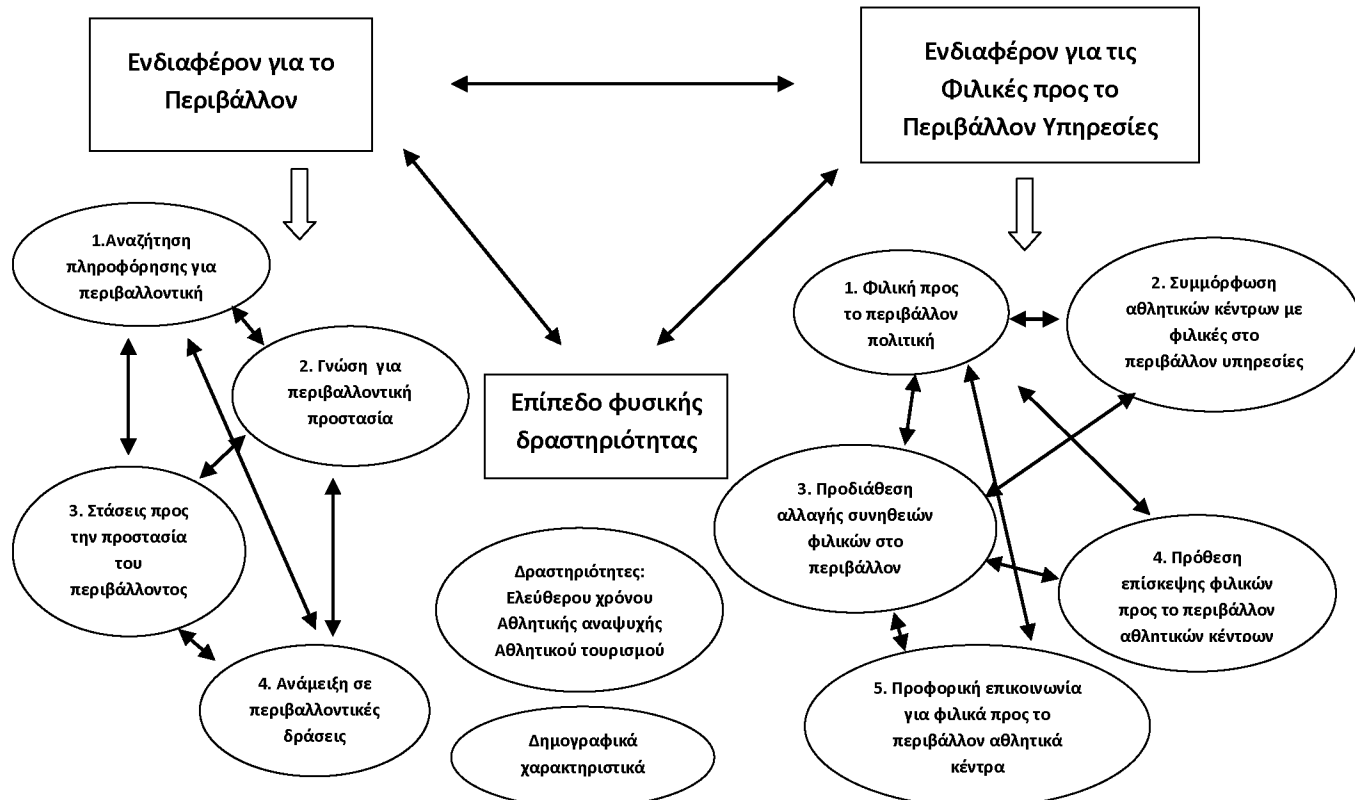 Ενδιαφέρον για το
Περιβάλλον
Ενδιαφέρον για τις
Φιλικές προς το
Περιβάλλον Υπηρεσίες
1.Αναζήτηση
πληροφόρησης για
περιβαλλοντική
2. Γνώση για
περιβαλλοντική
προστασία
3. Στάσεις προς
την προστασία
του
περιβάλλοντος
4. Ανάμειξη σε
περιβαλλοντικές
δράσεις
Επίπεδο φυσικής
δραστηριότητας
Δραστηριότητες:
Ελεύθερου χρόνου
Αθλητικής αναψυχής
Αθλητικού τουρισμού
Δημογραφικά
χαρακτηριστικά
1. Φιλική προς
το περιβάλλον
πολιτική
2. Συμμόρφωση
αθλητικών κέντρων με
φιλικές στο
περιβάλλον υπηρεσίες
3. Προδιάθεση
αλλαγής συνηθειών
φιλικών στο
περιβάλλον
4. Πρόθεση
επίσκεψης φιλικών
προς το περιβάλλον
αθλητικών κέντρων
5. Προφορική επικοινωνία
για φιλικά προς το
περιβάλλον αθλητικά
κέντρα